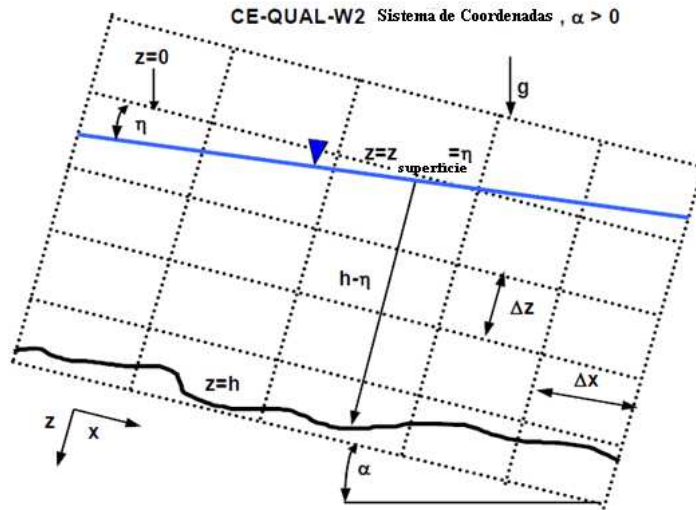 CE-QUAL-W2 Sistema de Coordenadas , α > 0
z=0
g
η
z=z superficie =η
h-η
Δz
Δx
z=h
z
x
α